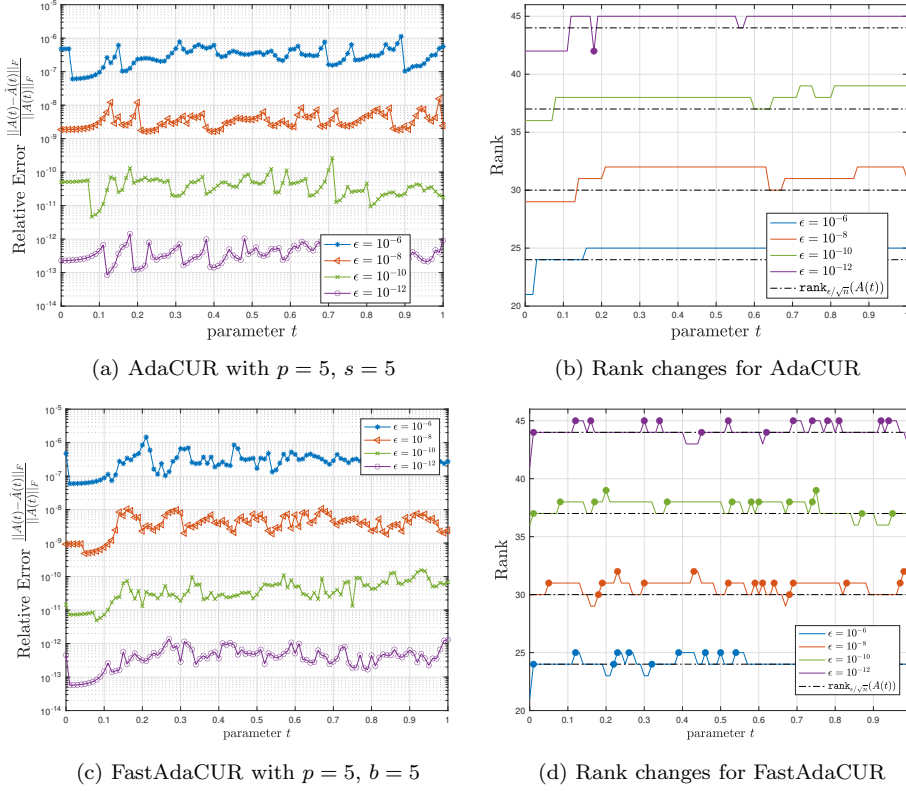 Relative Error ||A(t)−Â(t)||_F / ||A(t)||_F
10^-5
10^-6
10^-7
10^-8
10^-9
10^-10
10^-11
10^-12
10^-13
10^-14
0 0.1 0.2 0.3 0.4 0.5 0.6 0.7 0.8 0.9 1
parameter t
ϵ = 10^−6
ϵ = 10^−8
ϵ = 10^−10
ϵ = 10^−12
(a) AdaCUR with p = 5, s = 5
Rank
45
40
35
30
25
20
0 0.1 0.2 0.3 0.4 0.5 0.6 0.7 0.8 0.9 1
parameter t
ϵ = 10^−6
ϵ = 10^−8
ϵ = 10^−10
ϵ = 10^−12
rank_ϵ/√n(A(t))
(b) Rank changes for AdaCUR
Relative Error ||A(t)−Â(t)||_F / ||A(t)||_F
10^-5
10^-6
10^-7
10^-8
10^-9
10^-10
10^-11
10^-12
10^-13
10^-14
0 0.1 0.2 0.3 0.4 0.5 0.6 0.7 0.8 0.9 1
parameter t
ϵ = 10^−6
ϵ = 10^−8
ϵ = 10^−10
ϵ = 10^−12
(c) FastAdaCUR with p = 5, b = 5
Rank
45
40
35
30
25
20
0 0.1 0.2 0.3 0.4 0.5 0.6 0.7 0.8 0.9 1
parameter t
ϵ = 10^−6
ϵ = 10^−8
ϵ = 10^−10
ϵ = 10^−12
rank_ϵ/√n(A(t))
(d) Rank changes for FastAdaCUR